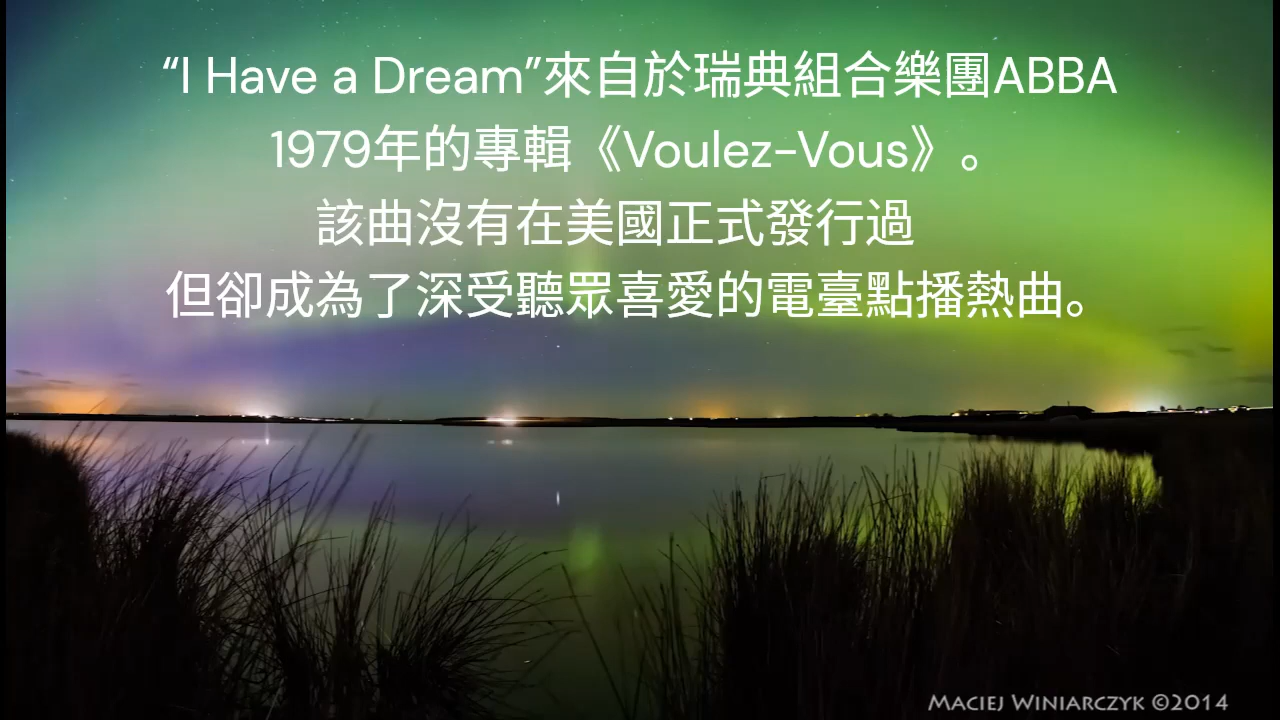 “I Have a Dream”來自於瑞典組合樂團ABBA
1979年的專輯《Voulez-Vous》。
該曲沒有在美國正式發行過
但卻成為了深受聽眾喜愛的電臺點播熱曲。
MACIEJ WINIARCZYK ©2014